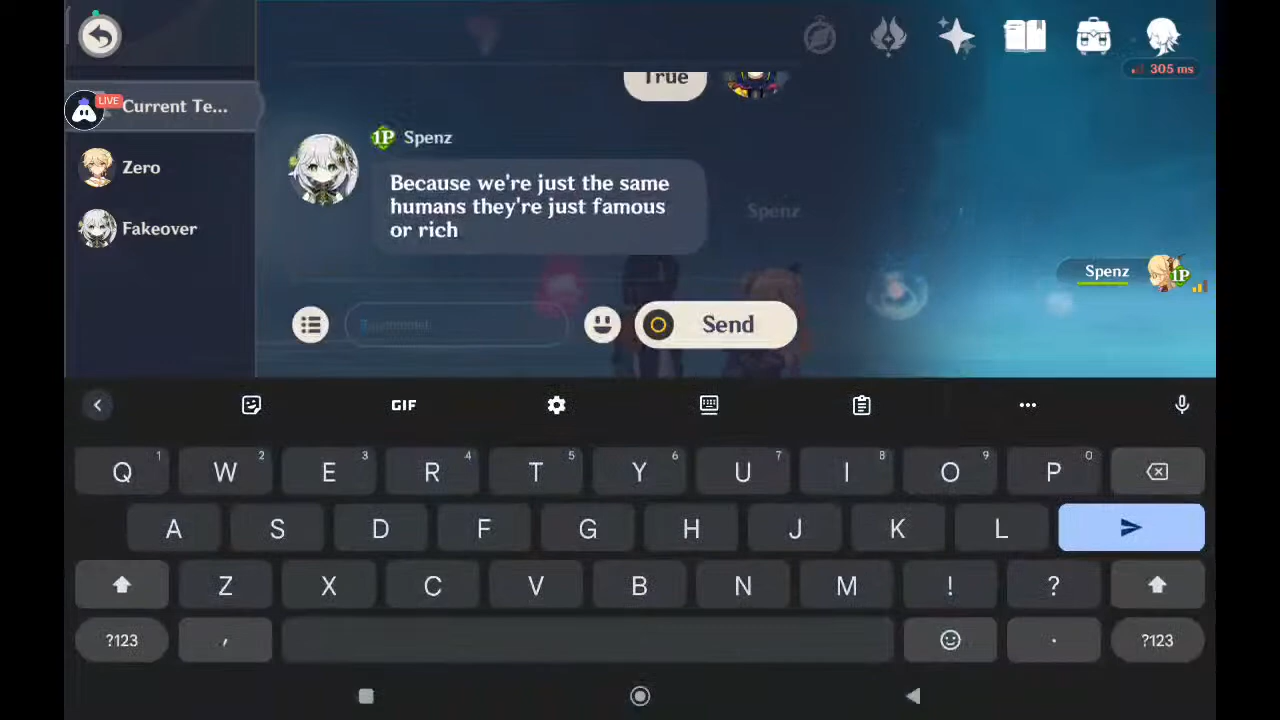 305 ms
LIVE
Current Te...
True
1P Spenz
Zero
Because we're just the same
humans they're just famous
or rich
Spenz
Fakeover
Spenz
1P
Send
GIF
Q 1 W 2 E 3 R 4 T 5 Y 6 U 7 I 8 O 9 P 0
A S D F G H J K L
Z X C V B N M ! ?
?123 , . ?123